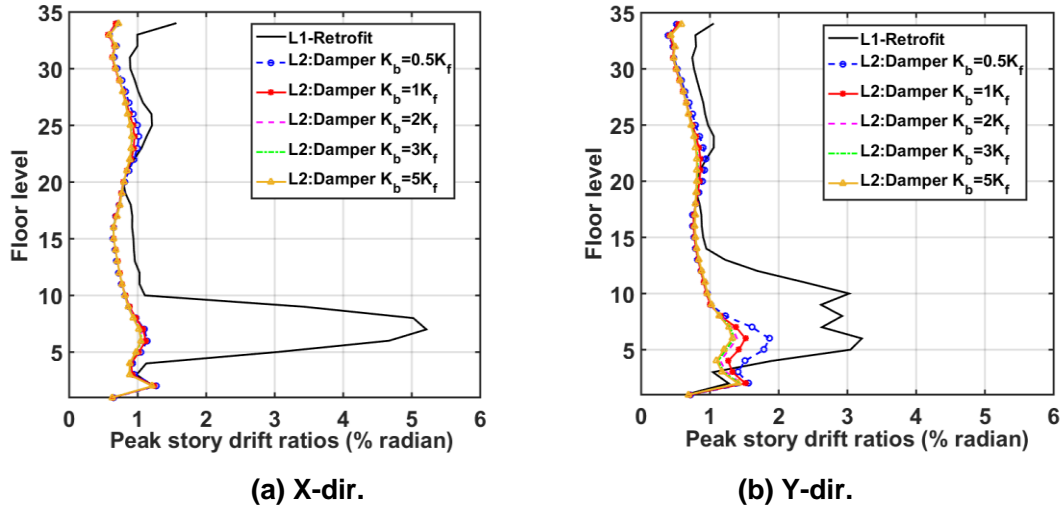 Floor level
35
30
25
20
15
10
5
0
0 1 2 3 4 5 6
Peak story drift ratios (% radian)
L1-Retrofit
L2:Damper K_b=0.5K_f
L2:Damper K_b=1K_f
L2:Damper K_b=2K_f
L2:Damper K_b=3K_f
L2:Damper K_b=5K_f
(a) X-dir.
Floor level
35
30
25
20
15
10
5
0
0 1 2 3 4 5 6
Peak story drift ratios (% radian)
L1-Retrofit
L2:Damper K_b=0.5K_f
L2:Damper K_b=1K_f
L2:Damper K_b=2K_f
L2:Damper K_b=3K_f
L2:Damper K_b=5K_f
(b) Y-dir.